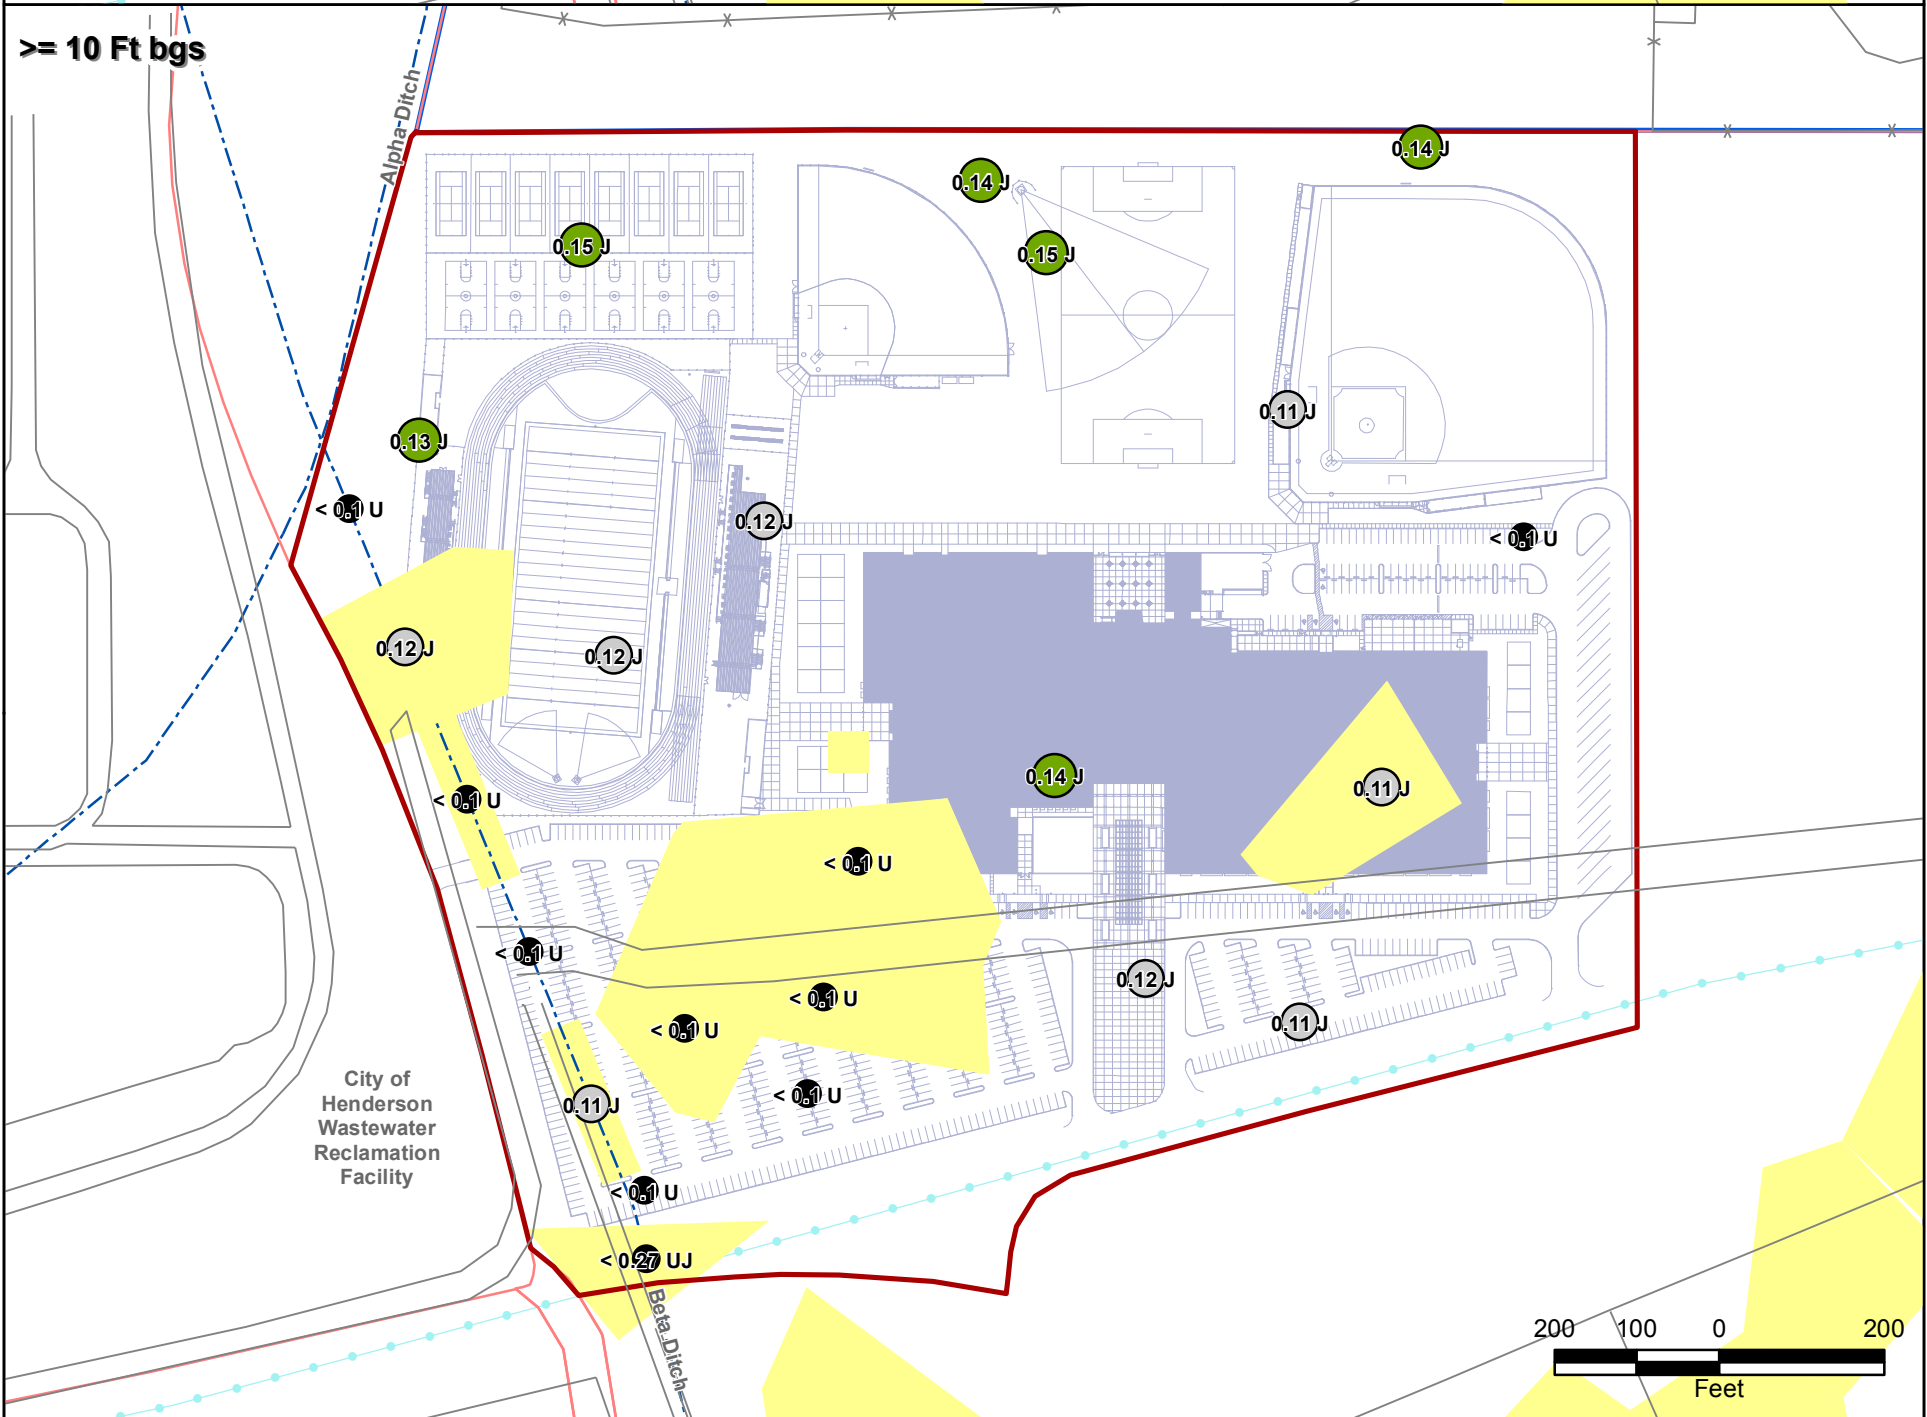 >= 10 Ft bgs
Alpha Ditch
0.14 J
0.14 J
0.15 J
0.15 J
0.11 J
0.13 J
< 0.1 U
0.12 J
< 0.1 U
0.12 J
0.12 J
0.14 J
0.11 J
< 0.1 U
< 0.1 U
< 0.1 U
0.12 J
< 0.1 U
0.11 J
< 0.1 U
City of
Henderson
Wastewater
Reclamation
Facility
< 0.1 U
0.11 J
< 0.1 U
< 0.27 UJ
Beta Ditch
200 100 0 200
Feet